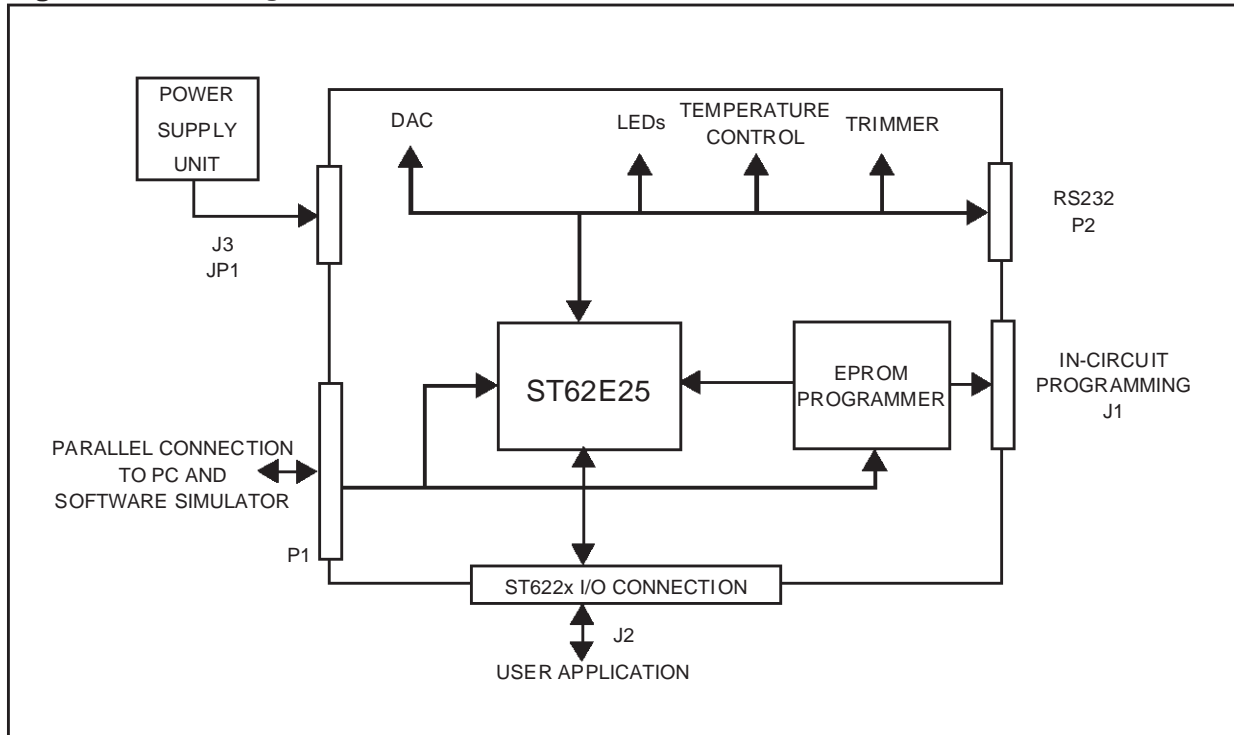 POWER
SUPPLY
UNIT
J3
JP1
DAC
LEDs
TEMPERATURE
CONTROL
TRIMMER
RS232
P2
ST62E25
EPROM
PROGRAMMER
IN-CIRCUIT
PROGRAMMING
J1
PARALLEL CONNECTION
TO PC AND
SOFTWARE SIMULATOR
P1
ST622x I/O CONNECTION
J2
USER APPLICATION